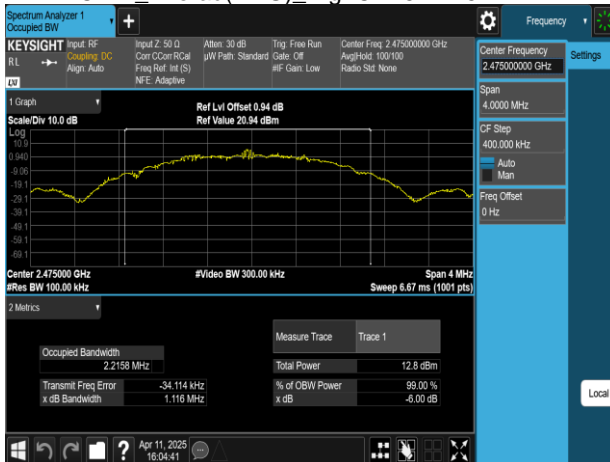 Spectrum Analyzer 1
Occupied BW
Frequency
KEYSIGHT
RL
Input: RF
Coupling: DC
Align: Auto
Input Z: 50 Ω
Corr CCorr RCal
Freq Ref: Int (S)
NFE: Adaptive
Atten: 30 dB
µW Path: Standard
Trig: Free Run
Gate: Off
#IF Gain: Low
Center Freq: 2.475000000 GHz
Avg|Hold: 100/100
Radio Std: None
Center Frequency
2.475000000 GHz
Settings
Span
4.0000 MHz
CF Step
400.000 kHz
Auto
Man
Freq Offset
0 Hz
1 Graph
Scale/Div 10.0 dB
Ref Lvl Offset 0.94 dB
Ref Value 20.94 dBm
Log
10.9
0.940
-9.06
-19.1
-29.1
-39.1
-49.1
-59.1
-69.1
Center 2.475000 GHz
#Res BW 100.00 kHz
#Video BW 300.00 kHz
Span 4 MHz
Sweep 6.67 ms (1001 pts)
2 Metrics
Measure Trace
Trace 1
Occupied Bandwidth
2.2158 MHz
Total Power
12.8 dBm
Transmit Freq Error
-34.114 kHz
% of OBW Power
99.00 %
x dB Bandwidth
1.116 MHz
x dB
-6.00 dB
Local
Apr 11, 2025
16:04:41